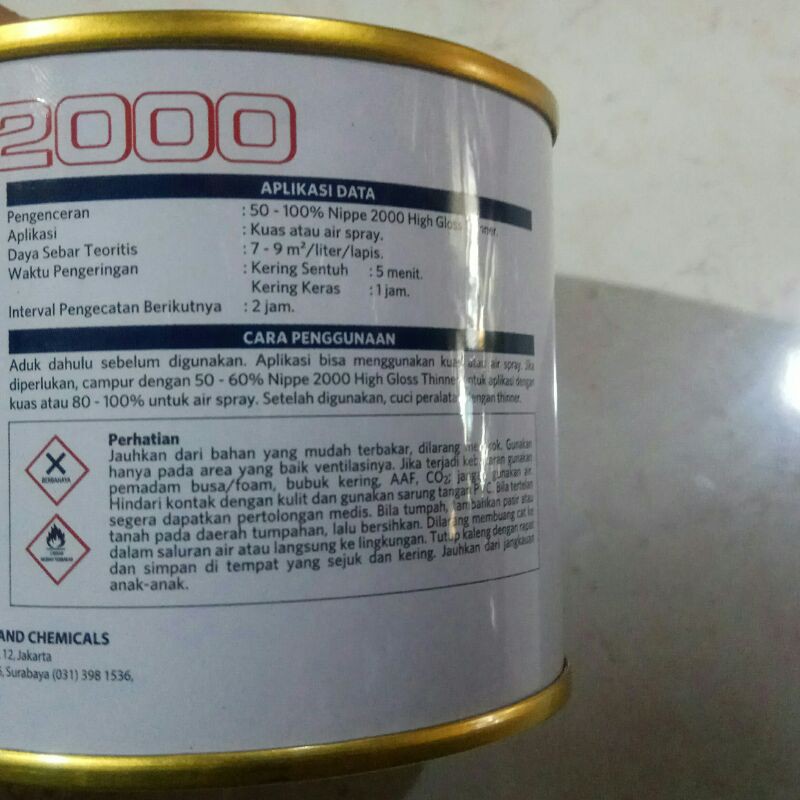 2000
APLIKASI DATA
Pengenceran : 50 - 100% Nippe 2000 High Gloss
Aplikasi : Kuas atau air spray.
Daya Sebar Teoritis : 7 - 9 m²/liter/lapis.
Waktu Pengeringan : Kering Sentuh : 5 menit.
Kering Keras : 1 jam.
Interval Pengecatan Berikutnya : 2 jam.
CARA PENGGUNAAN
Aduk dahulu sebelum digunakan. Aplikasi bisa menggunakan kuas atau air spray. Jika
diperlukan, campur dengan 50 - 60% Nippe 2000 High Gloss Thinner untuk aplikasi dengan
kuas atau 80 - 100% untuk air spray. Setelah digunakan, cuci peralatan dengan thinner.
Perhatian
Jauhkan dari bahan yang mudah terbakar, dilarang Gunakan
hanya pada area yang baik ventilasinya. Jika terjadi kebakaran gunakan
pemadam busa/foam, bubuk kering, AAF, CO₂, gunakan air.
Hindari kontak dengan kulit dan gunakan sarung tangan PVC. Bila tertelan
segera dapatkan pertolongan medis. Bila tumpah, tambahkan pasir atau
tanah pada daerah tumpahan, lalu bersihkan. Dilarang membuang cat ke
dalam saluran air atau langsung ke lingkungan. Tutup kaleng dengan rapat
dan simpan di tempat yang sejuk dan kering. Jauhkan dari jangkauan
anak-anak.
BERBAHAYA
AND CHEMICALS
12, Jakarta
, Surabaya (031) 398 1536,